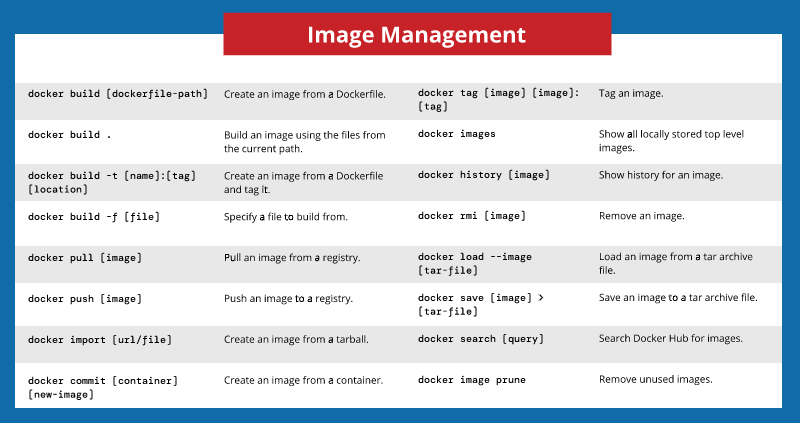 Image Management
docker build [dockerfile-path]
Create an image from a Dockerfile.
docker tag [image] [image]:
[tag]
Tag an image.
docker build .
Build an image using the files from
the current path.
docker images
Show all locally stored top level
images.
docker build -t [name]:[tag]
[location]
Create an image from a Dockerfile
and tag it.
docker history [image]
Show history for an image.
docker build -f [file]
Specify a file to build from.
docker rmi [image]
Remove an image.
docker pull [image]
Pull an image from a registry.
docker load --image
[tar-file]
Load an image from a tar archive
file.
docker push [image]
Push an image to a registry.
docker save [image] >
[tar-file]
Save an image to a tar archive file.
docker import [url/file]
Create an image from a tarball.
docker search [query]
Search Docker Hub for images.
docker commit [container]
[new-image]
Create an image from a container.
docker image prune
Remove unused images.